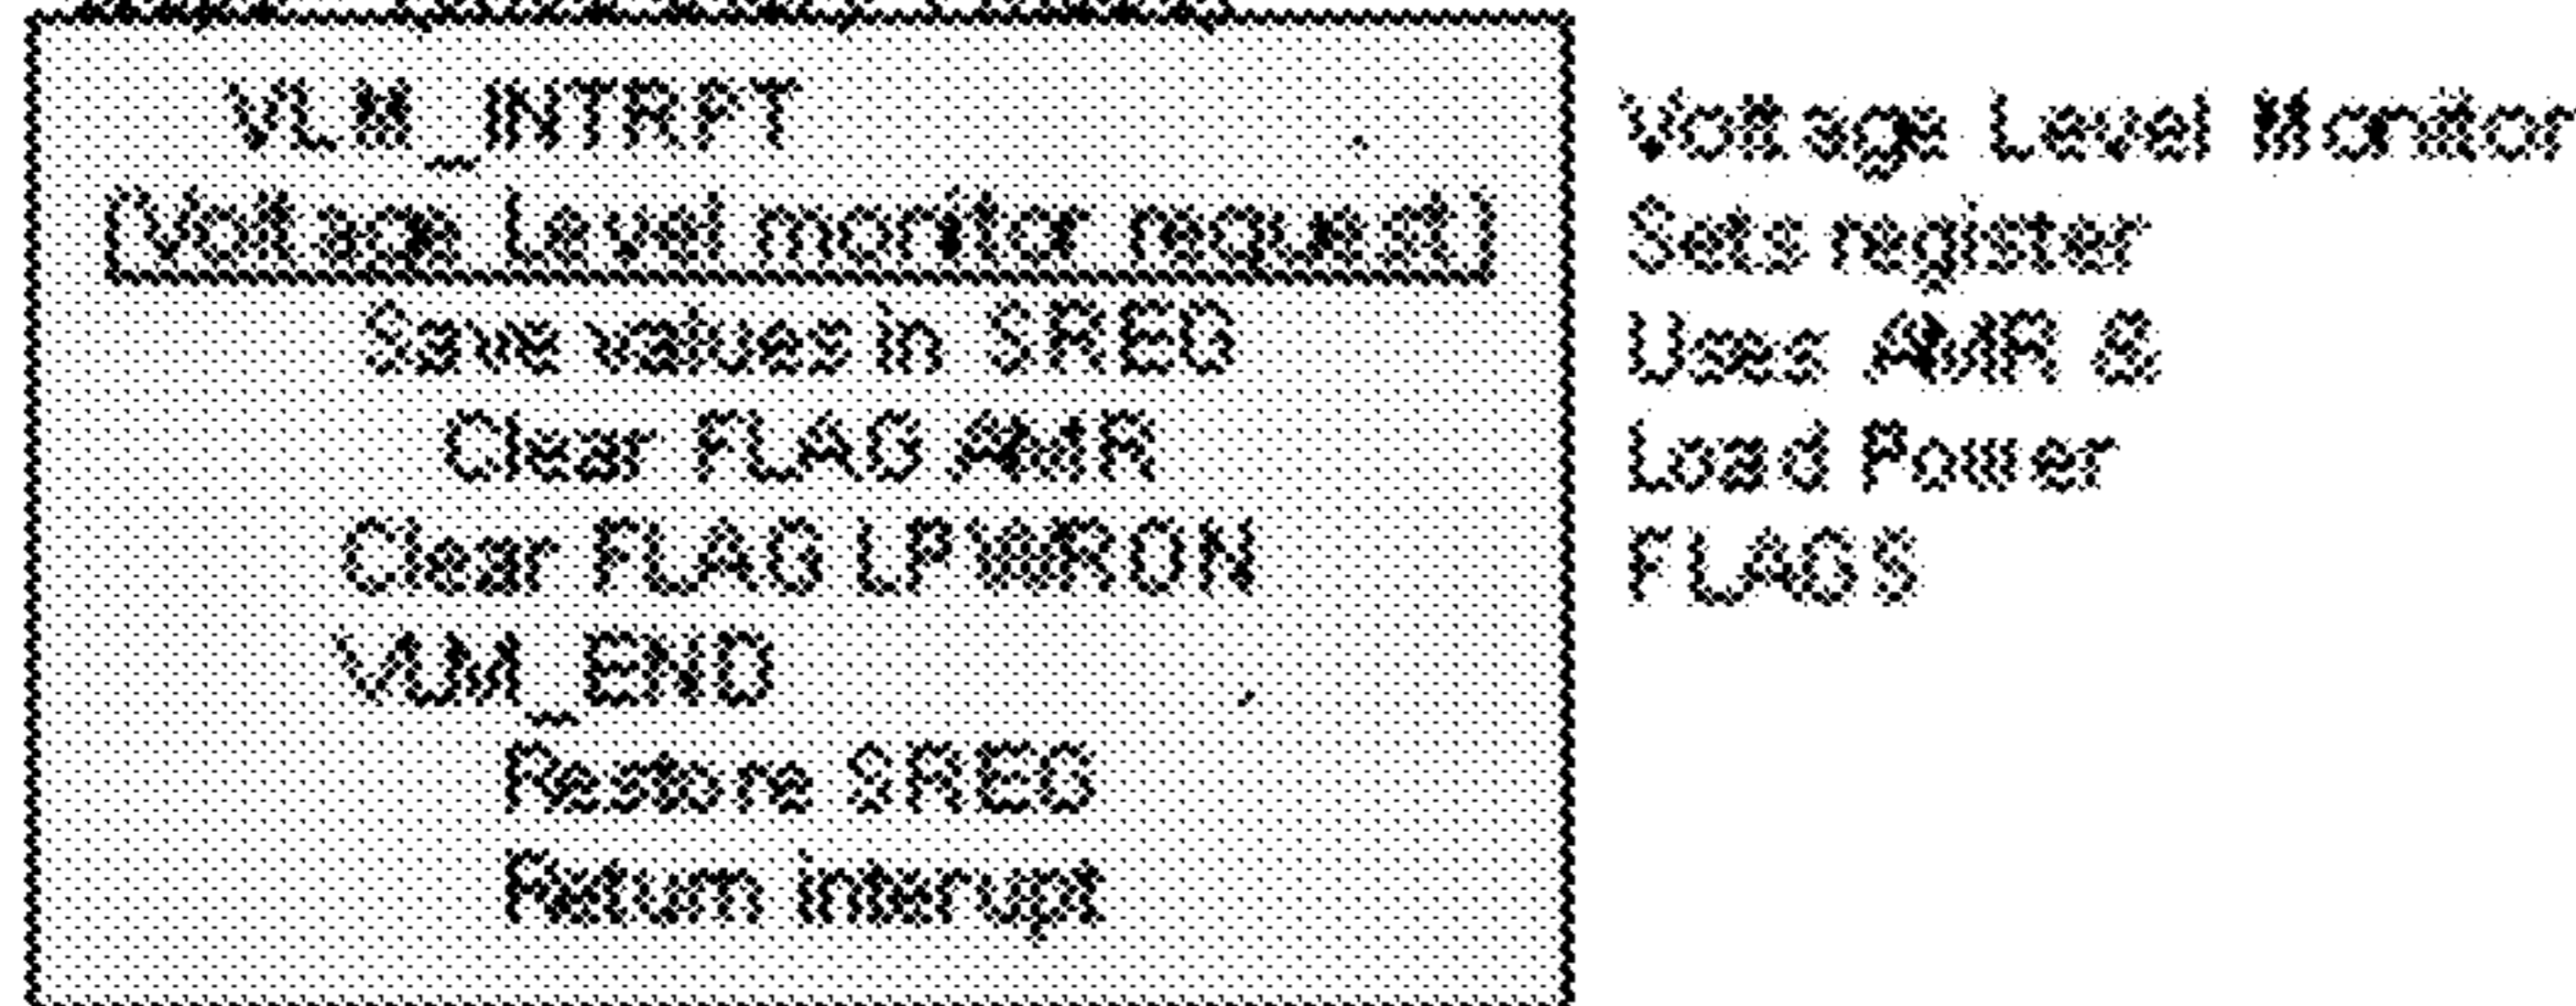 VLM_INTRPT
(Voltage Level monitor request)
Save values in SREG
Clear FLAG AMR
Clear FLAG LPWRON
VLM_END
Restore SREG
Return interupt
Voltage Level Monitor
Sets register
Uses AMR &
Load Power
FLAGS